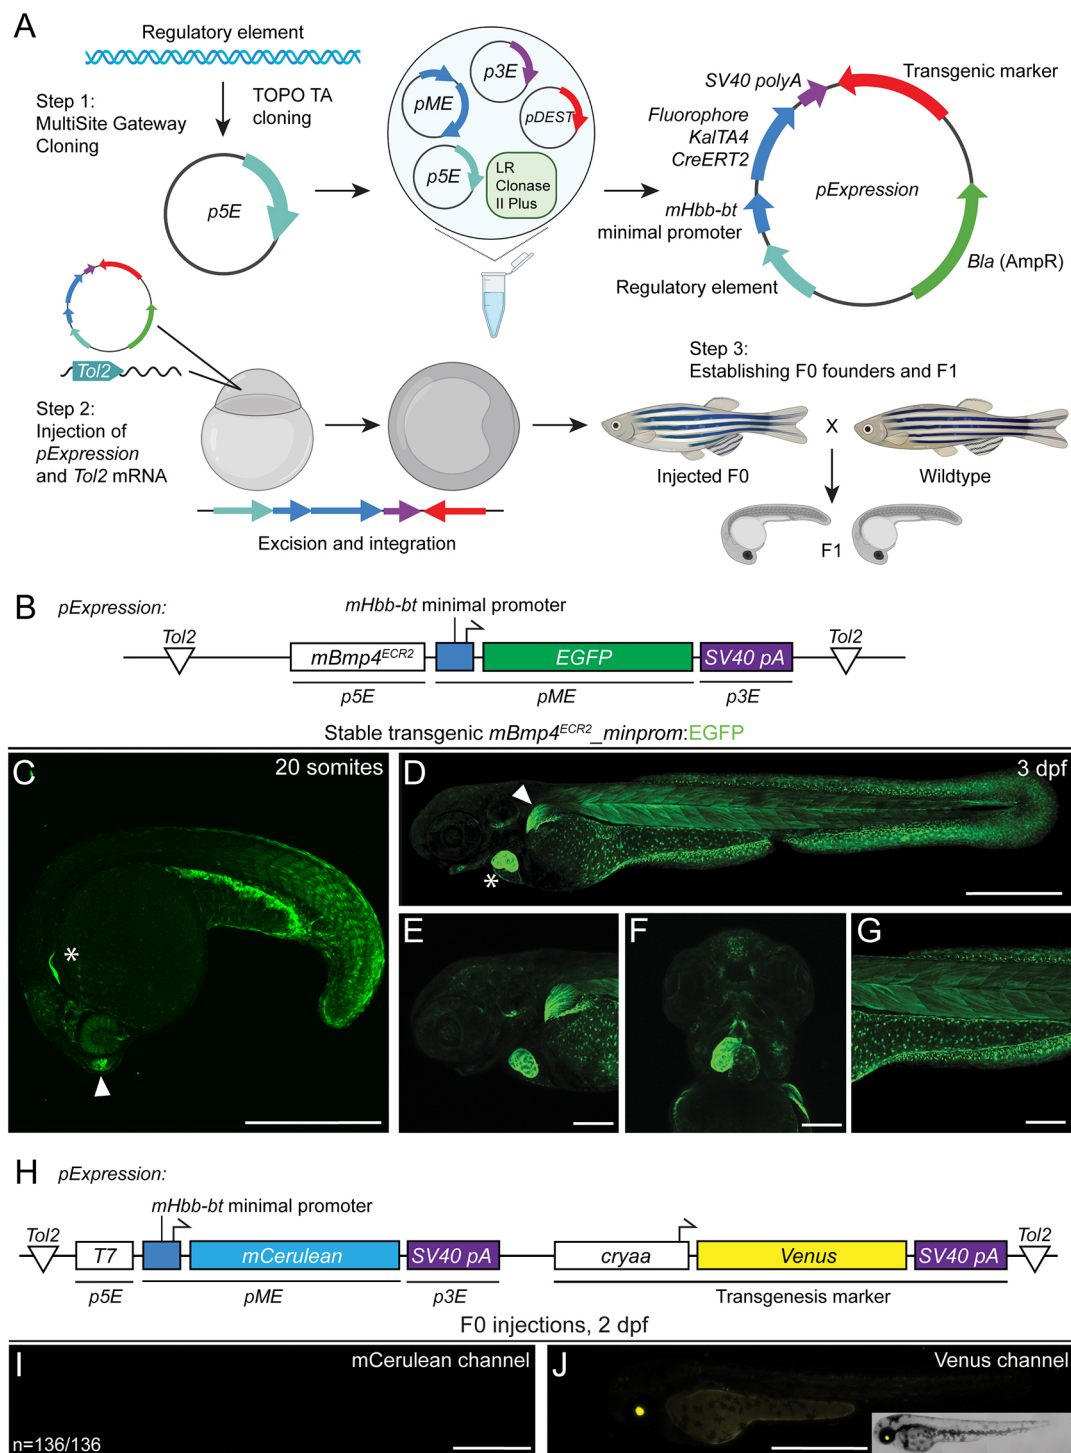 A
Regulatory element
Step 1:
MultiSite Gateway
Cloning
TOPO TA
cloning
p5E
p3E
pME
pDEST
p5E
LR
Clonase
II Plus
SV40 polyA
Transgenic marker
Fluorophore
KalTA4
CreERT2
pExpression
mHbb-bt
minimal promoter
Bla (AmpR)
Regulatory element
Tol2
Step 2:
Injection of
pExpression
and Tol2 mRNA
Excision and integration
Step 3:
Establishing F0 founders and F1
X
Injected F0
Wildtype
F1
B
pExpression:
mHbb-bt minimal promoter
Tol2
Tol2
mBmp4ECR2
EGFP
SV40 pA
p5E
pME
p3E
Stable transgenic mBmp4ECR2_minprom:EGFP
C
20 somites
*
D
3 dpf
*
E
F
G
H
pExpression:
mHbb-bt minimal promoter
Tol2
Tol2
T7
mCerulean
SV40 pA
cryaa
Venus
SV40 pA
p5E
pME
p3E
Transgenesis marker
F0 injections, 2 dpf
I
mCerulean channel
n=136/136
J
Venus channel